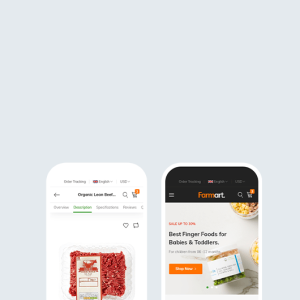 Order Tracking
English
USD
Organic Lean Beef...
Overview
Description
Specifications
Reviews
Order Tracking
English
USD
Farmart.
SALE UP TO 30%
Best Finger Foods for
Babies & Toddlers.
Shop Now